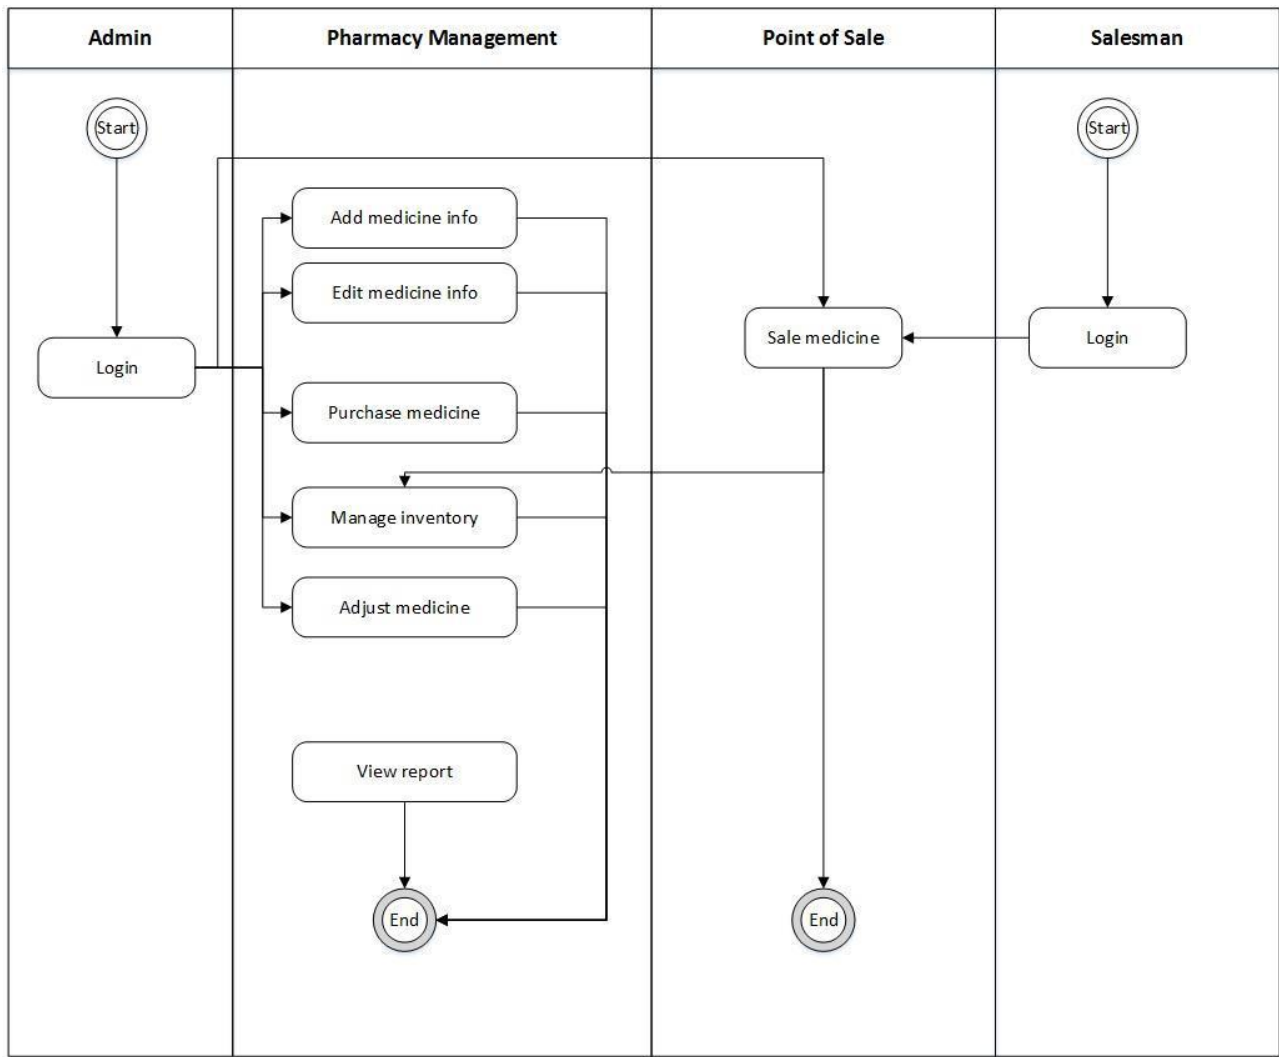 Admin
Pharmacy Management
Point of Sale
Salesman
Start
Start
Add medicine info
Edit medicine info
Sale medicine
Login
Login
Purchase medicine
Manage inventory
Adjust medicine
View report
End
End